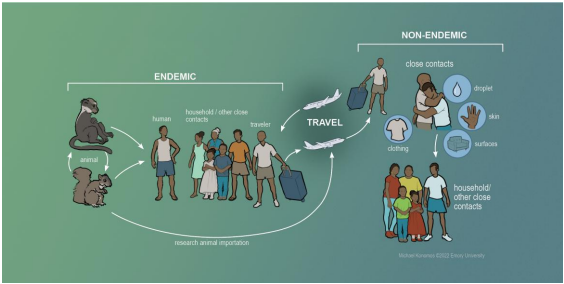 NON-ENDEMIC
ENDEMIC
close contacts
droplet
household / other close
contacts
human
traveler
TRAVEL
skin
clothing
surfaces
animal
household/
other close
contacts
research animal importation
Michael Konomos ©2022 Emory University